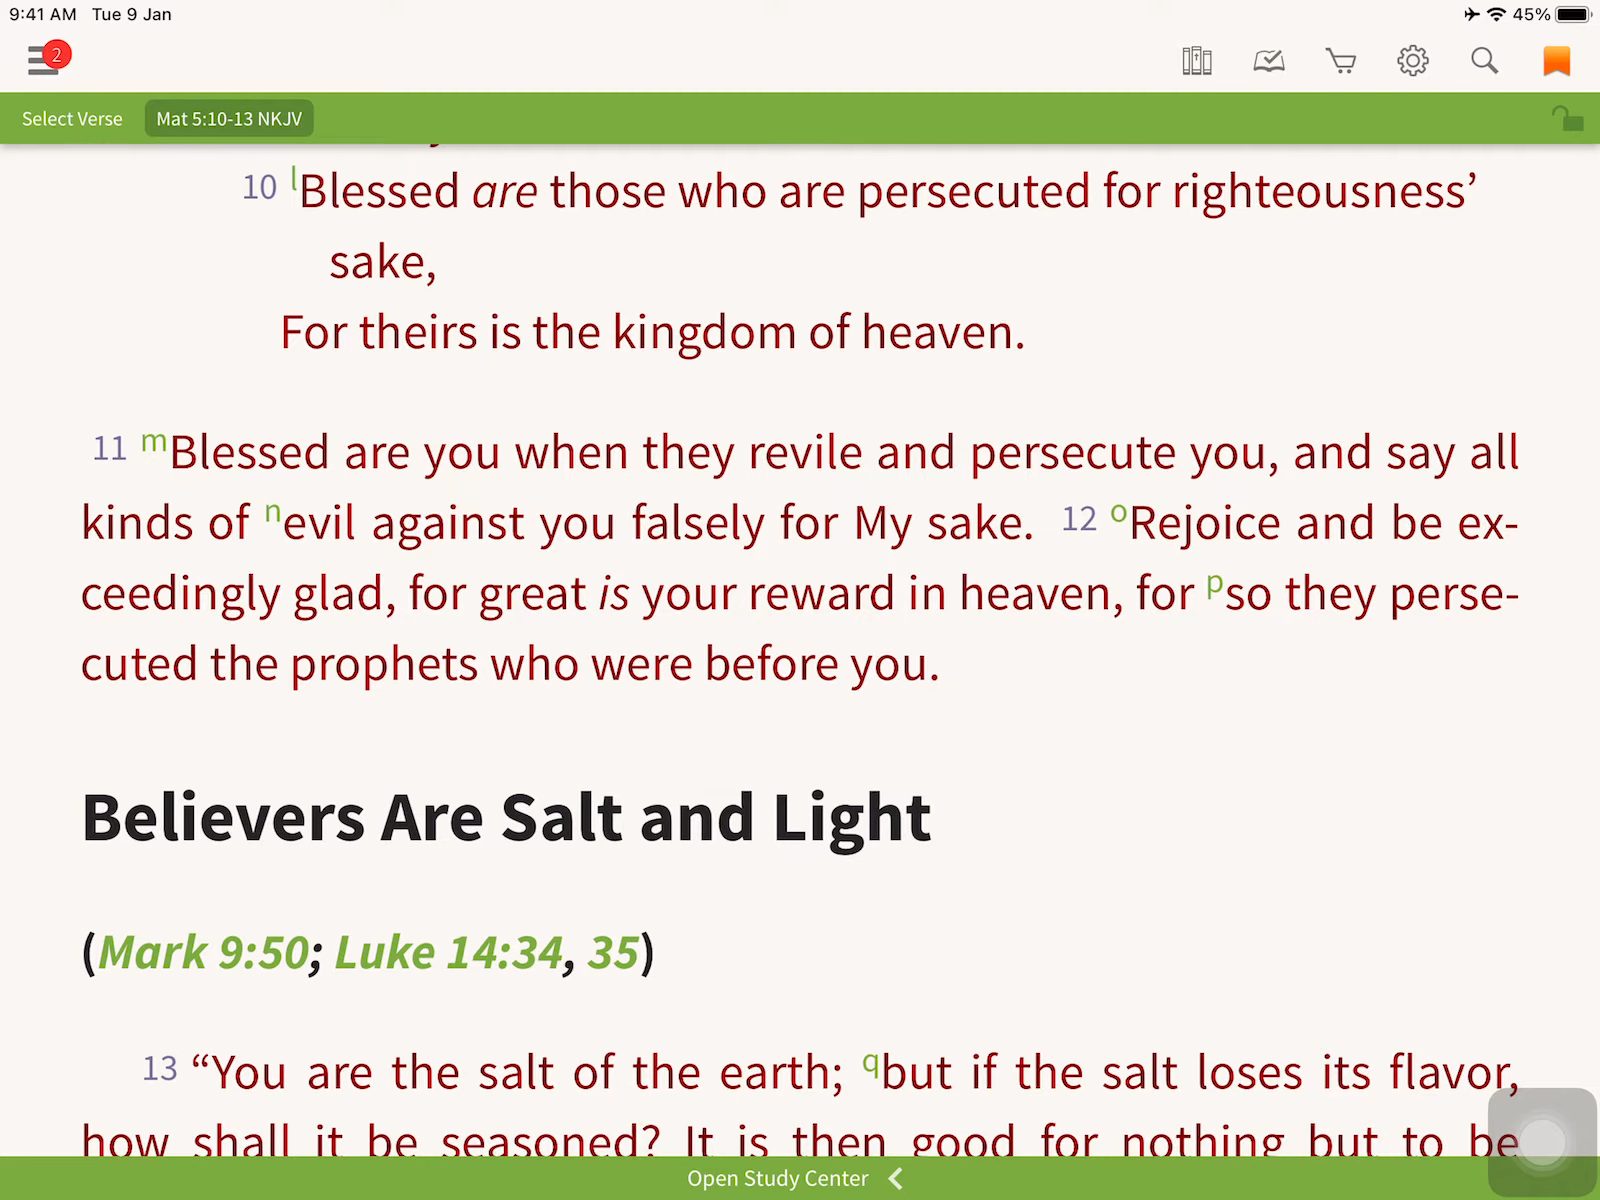 9:41 AM Tue 9 Jan 45%
2
Select Verse Mat 5:10-13 NKJV
10 lBlessed are those who are persecuted for righteousness’
sake,
For theirs is the kingdom of heaven.
11 mBlessed are you when they revile and persecute you, and say all
kinds of nevil against you falsely for My sake. 12 oRejoice and be ex-
ceedingly glad, for great is your reward in heaven, for pso they perse-
cuted the prophets who were before you.
Believers Are Salt and Light
(Mark 9:50; Luke 14:34, 35)
13 “You are the salt of the earth; qbut if the salt loses its flavor,
how shall it be seasoned? It is then good for nothing but to be
Open Study Center